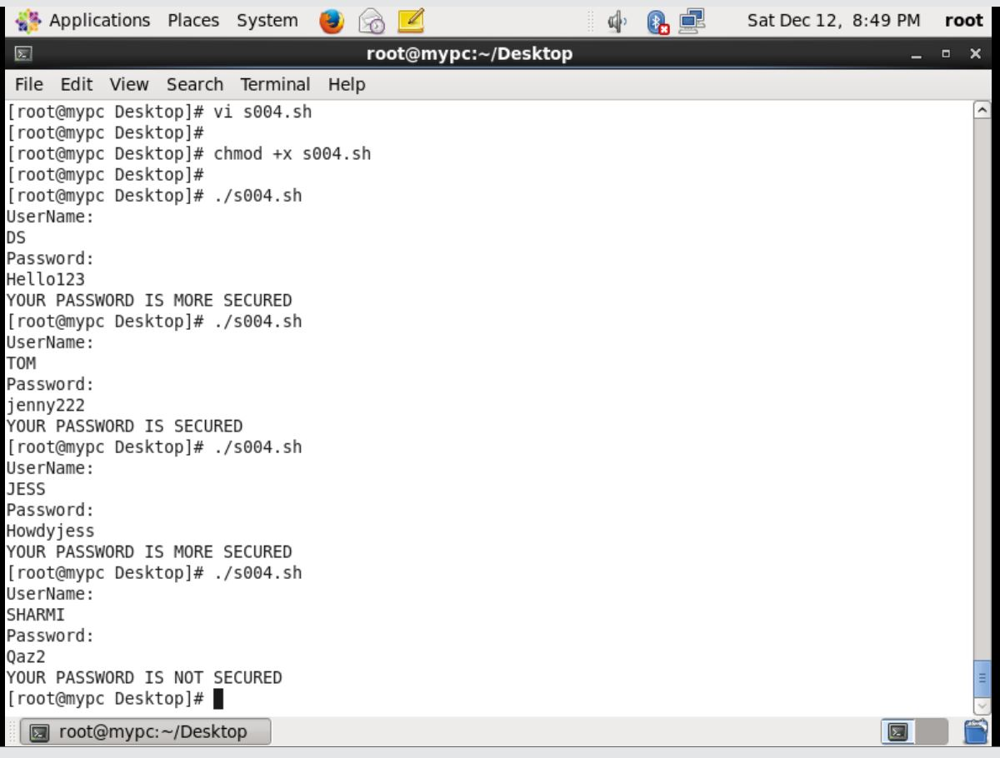 Applications Places System Sat Dec 12, 8:49 PM root
root@mypc:~/Desktop
File Edit View Search Terminal Help
[root@mypc Desktop]# vi s004.sh
[root@mypc Desktop]#
[root@mypc Desktop]# chmod +x s004.sh
[root@mypc Desktop]#
[root@mypc Desktop]# ./s004.sh
UserName:
DS
Password:
Hello123
YOUR PASSWORD IS MORE SECURED
[root@mypc Desktop]# ./s004.sh
UserName:
TOM
Password:
jenny222
YOUR PASSWORD IS SECURED
[root@mypc Desktop]# ./s004.sh
UserName:
JESS
Password:
Howdyjess
YOUR PASSWORD IS MORE SECURED
[root@mypc Desktop]# ./s004.sh
UserName:
SHARMI
Password:
Qaz2
YOUR PASSWORD IS NOT SECURED
[root@mypc Desktop]#
root@mypc:~/Desktop